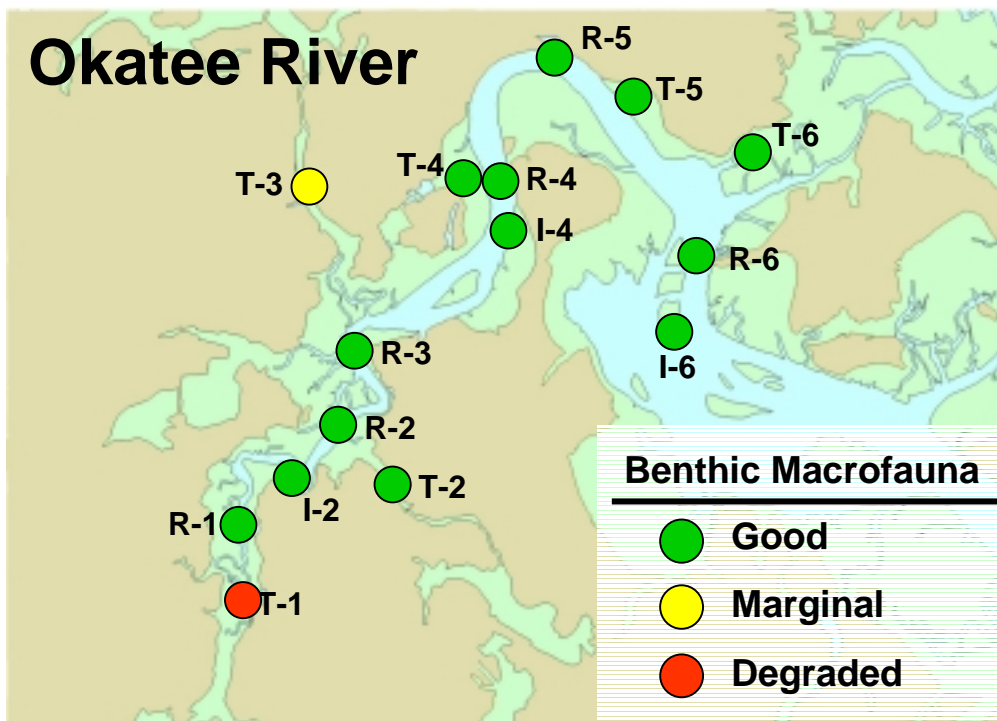 Okatee River
R-5
T-5
T-6
T-4
R-4
T-3
I-4
R-6
R-3
I-6
R-2
T-2
I-2
R-1
T-1
Benthic Macrofauna
Good
Marginal
Degraded